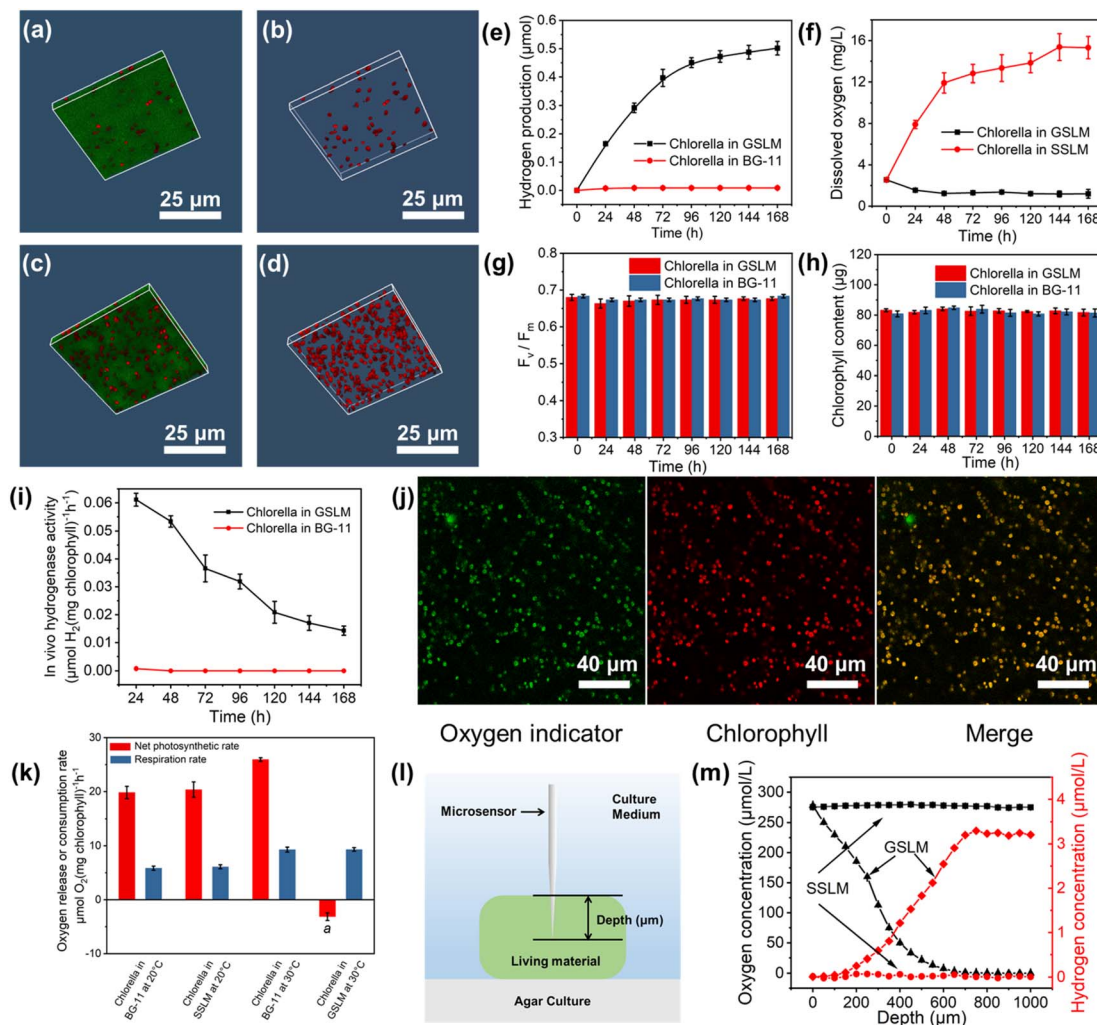 (a)
25 μm
(b)
25 μm
(c)
25 μm
(d)
25 μm
(e)
Hydrogen production (μmol)
0.5
0.4
0.3
0.2
0.1
0.0
Chlorella in GSLM
Chlorella in BG-11
0 24 48 72 96 120 144 168
Time (h)
(f)
Dissolved oxygen (mg/L)
16
12
8
4
0
Chlorella in GSLM
Chlorella in SSLM
0 24 48 72 96 120 144 168
Time (h)
(g)
Fv / Fm
0.8
0.7
0.6
0.5
0.4
0.3
Chlorella in GSLM
Chlorella in BG-11
0 24 48 72 96 120 144 168
Time (h)
(h)
Chlorophyll content (μg)
120
100
80
60
40
20
0
Chlorella in GSLM
Chlorella in BG-11
0 24 48 72 96 120 144 168
Time (h)
(i)
In vivo hydrogenase activity
(μmol H2(mg chlorophyll)-1h-1)
0.06
0.05
0.04
0.03
0.02
0.01
0.00
Chlorella in GSLM
Chlorella in BG-11
24 48 72 96 120 144 168
Time (h)
(j)
40 μm
40 μm
40 μm
Oxygen indicator
Chlorophyll
Merge
(k)
Oxygen release or consumption rate
μmol O2(mg chlorophyll)-1h-1
30
20
10
0
-10
Net photosynthetic rate
Respiration rate
a
Chlorella in
BG-11 at 20°C
Chlorella in
SSLM at 20°C
Chlorella in
BG-11 at 30°C
Chlorella in
GSLM at 30°C
(l)
Microsensor
Culture
Medium
Depth (μm)
Living material
Agar Culture
(m)
Oxygen concentration (μmol/L)
300
250
200
150
100
50
0
GSLM
SSLM
0 200 400 600 800 1000
Depth (μm)
4
3
2
1
0
Hydrogen concentration (μmol/L)